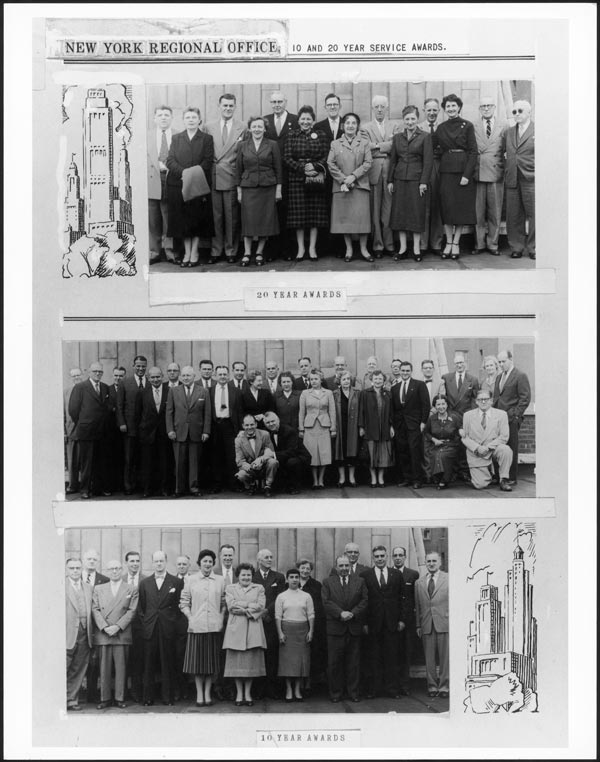 NEW YORK REGIONAL OFFICE 10 AND 20 YEAR SERVICE AWARDS.
20 YEAR AWARDS
10 YEAR AWARDS